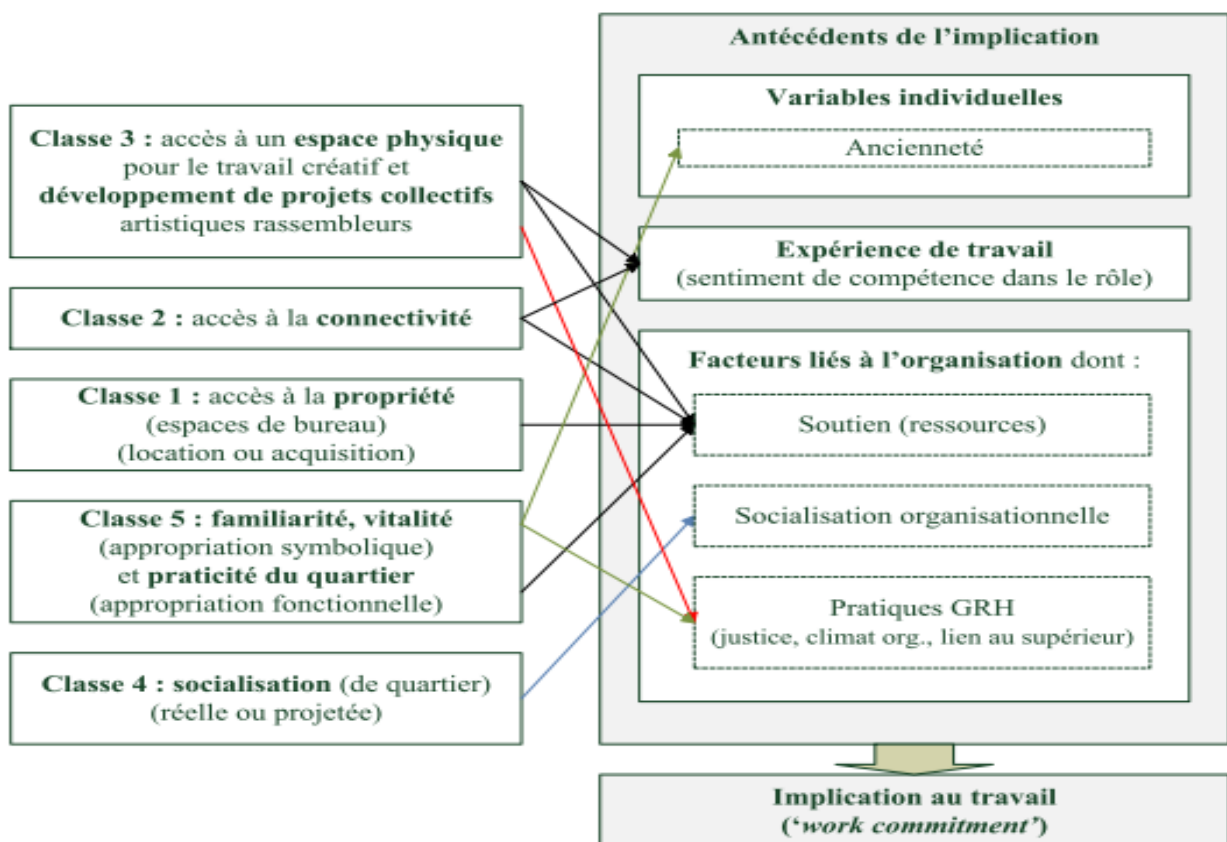 Classe 3 : accès à un espace physique
pour le travail créatif et
développement de projets collectifs
artistiques rassembleurs
Classe 2 : accès à la connectivité
Classe 1 : accès à la propriété
(espaces de bureau)
(location ou acquisition)
Classe 5 : familiarité, vitalité
(appropriation symbolique)
et praticité du quartier
(appropriation fonctionnelle)
Classe 4 : socialisation (de quartier)
(réelle ou projetée)
Antécédents de l’implication
Variables individuelles
Ancienneté
Expérience de travail
(sentiment de compétence dans le rôle)
Facteurs liés à l’organisation dont :
Soutien (ressources)
Socialisation organisationnelle
Pratiques GRH
(justice, climat org., lien au supérieur)
Implication au travail
(‘work commitment’)